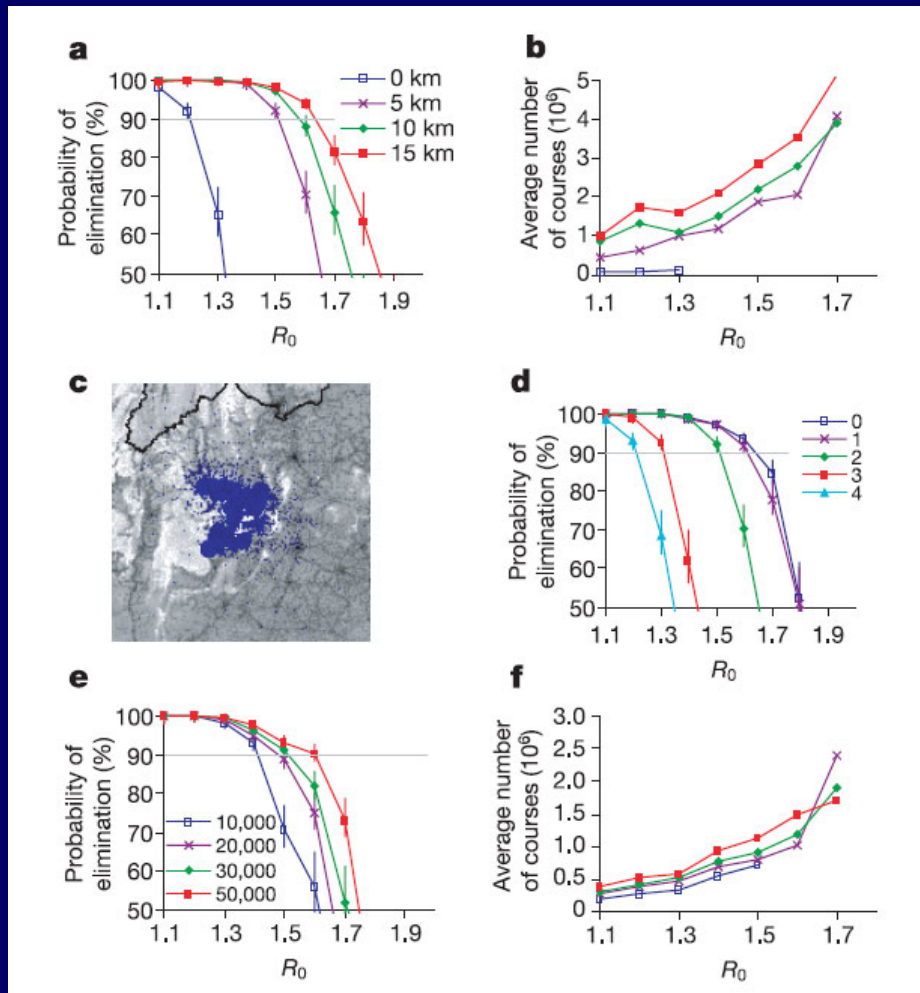 a
Probability of
elimination (%)
100
90
80
70
60
50
1.1 1.3 1.5 1.7 1.9
R0
0 km
5 km
10 km
15 km
b
Average number
of courses (10⁶)
5
4
3
2
1
0
1.1 1.3 1.5 1.7
R0
c
d
Probability of
elimination (%)
100
90
80
70
60
50
1.1 1.3 1.5 1.7 1.9
R0
0
1
2
3
4
e
Probability of
elimination (%)
100
90
80
70
60
50
1.1 1.3 1.5 1.7 1.9
R0
10,000
20,000
30,000
50,000
f
Average number
of courses (10⁶)
3.0
2.5
2.0
1.5
1.0
0.5
0
1.1 1.3 1.5 1.7
R0